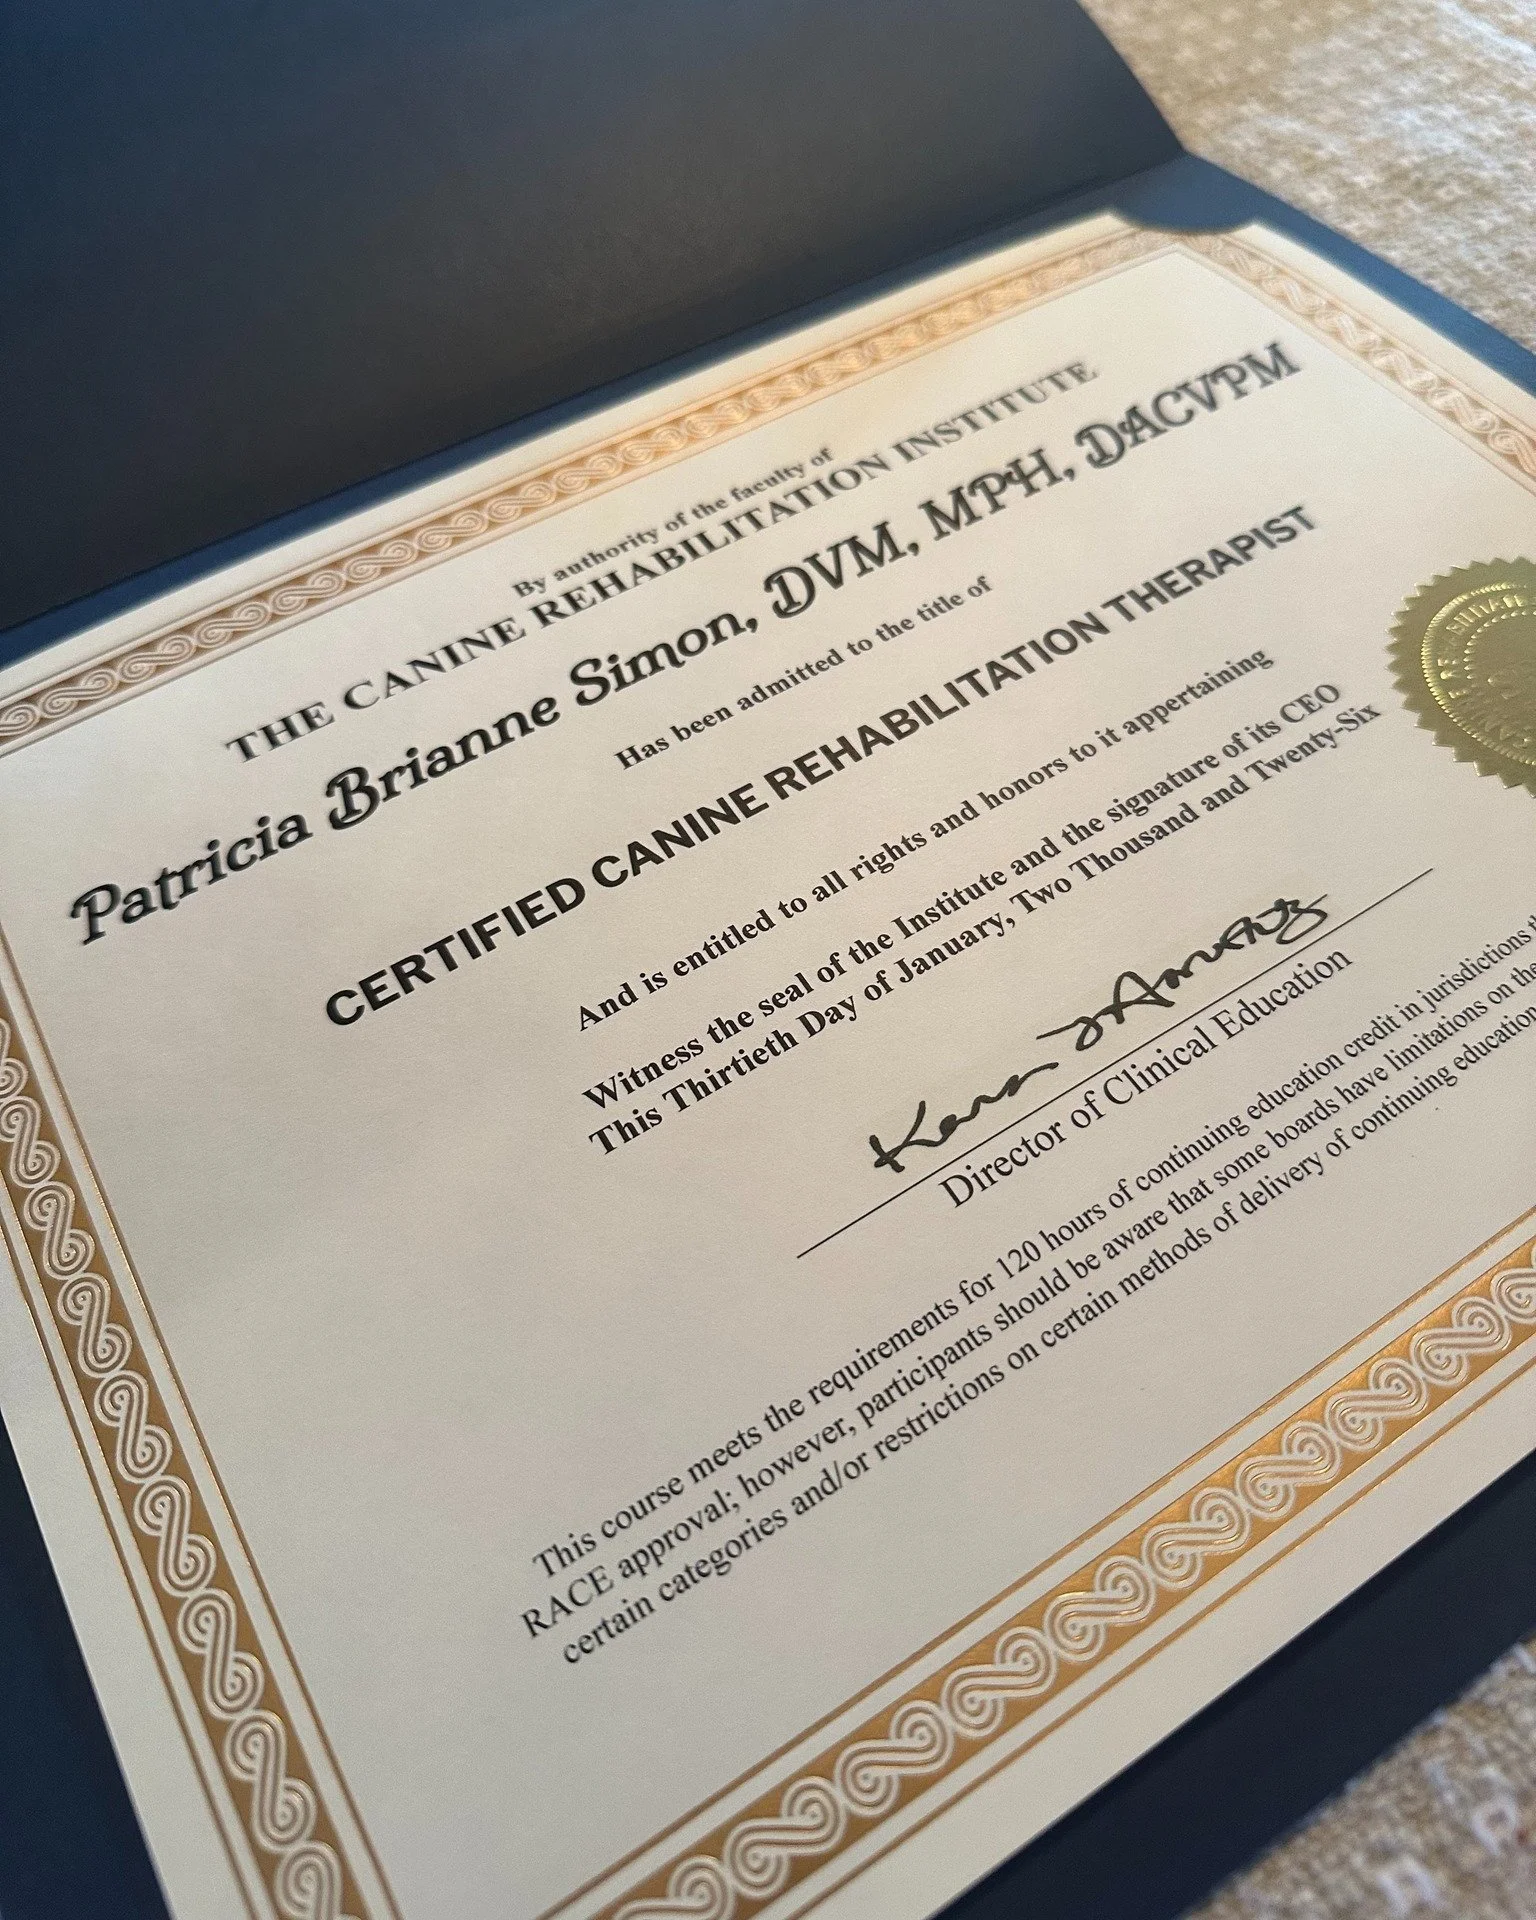 By authority of the faculty of
THE CANINE REHABILITATION INSTITUTE
Patricia Brianne Simon, DVM, MPH, DACVPM
Has been admitted to the title of
CERTIFIED CANINE REHABILITATION THERAPIST
And is entitled to all rights and honors to it appertaining
Witness the seal of the Institute and the signature of its CEO
This Thirtieth Day of January, Two Thousand and Twenty-Six
Director of Clinical Education
This course meets the requirements for 120 hours of continuing education credit in jurisdictions
RACE approval; however, participants should be aware that some boards have limitations on the
certain categories and/or restrictions on certain methods of delivery of continuing education